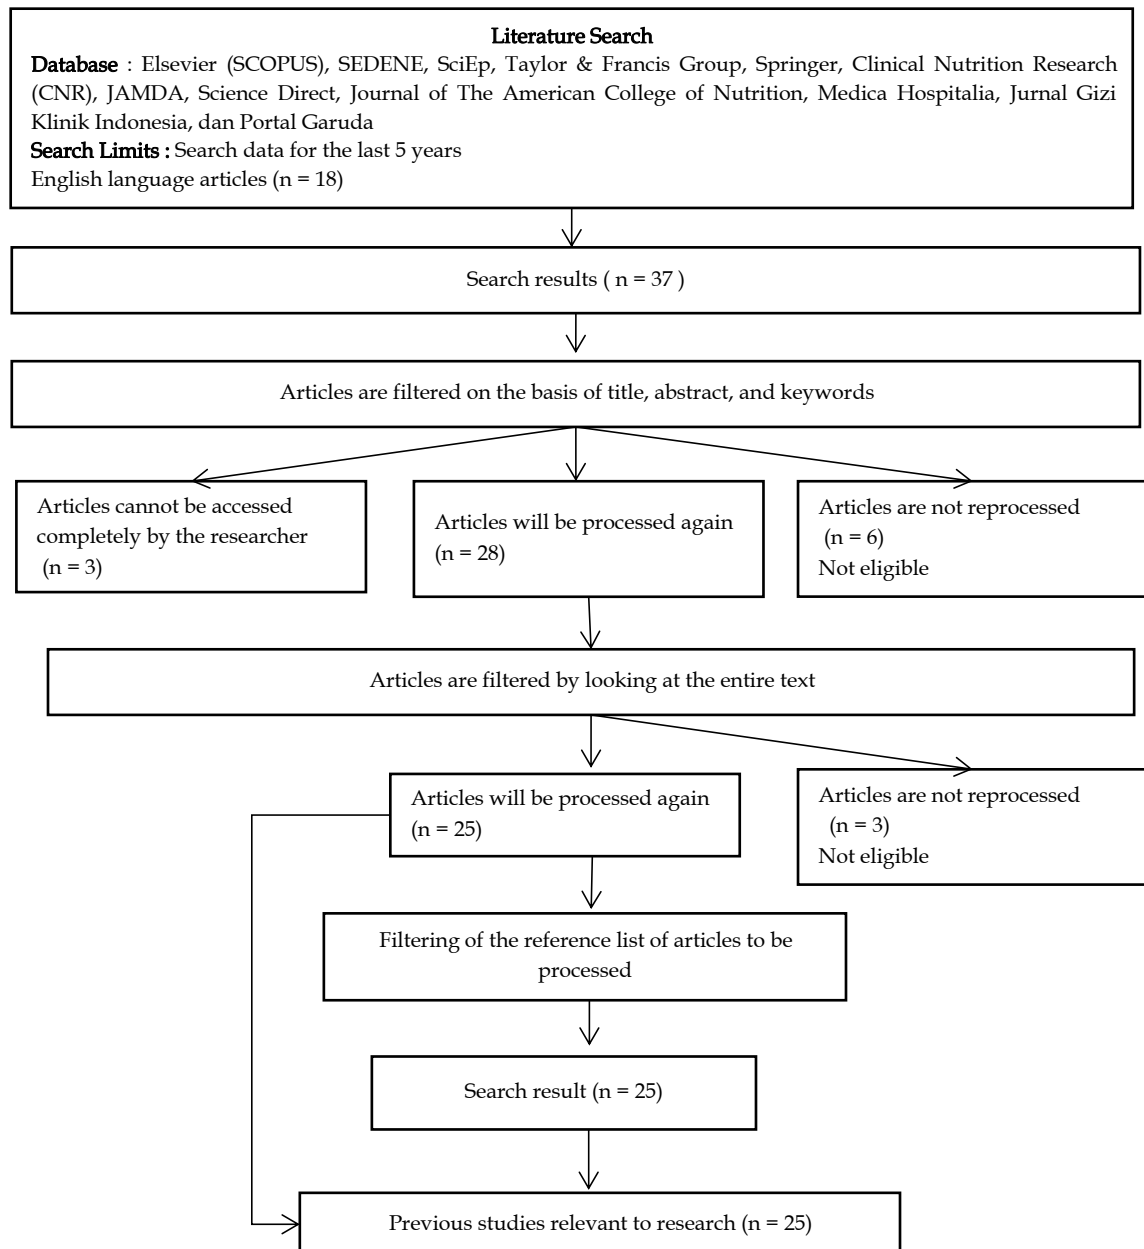 Literature Search
Database : Elsevier (SCOPUS), SEDENE, SciEp, Taylor & Francis Group, Springer, Clinical Nutrition Research
(CNR), JAMDA, Science Direct, Journal of The American College of Nutrition, Medica Hospitalia, Jurnal Gizi
Klinik Indonesia, dan Portal Garuda
Search Limits : Search data for the last 5 years
English language articles (n = 18)
Search results ( n = 37 )
Articles are filtered on the basis of title, abstract, and keywords
Articles cannot be accessed
completely by the researcher
(n = 3)
Articles will be processed again
(n = 28)
Articles are not reprocessed
(n = 6)
Not eligible
Articles are filtered by looking at the entire text
Articles will be processed again
(n = 25)
Articles are not reprocessed
(n = 3)
Not eligible
Filtering of the reference list of articles to be
processed
Search result (n = 25)
Previous studies relevant to research (n = 25)